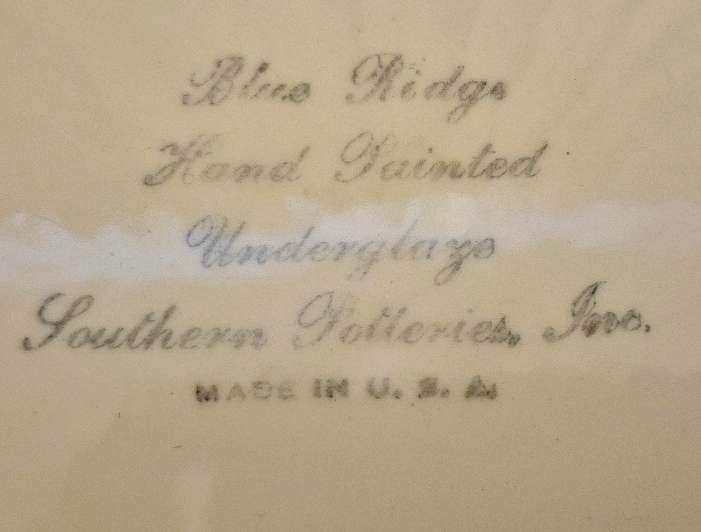 Blue Ridge
Hand Painted
Underglaze
Southern Potteries, Inc.
MADE IN U. S. A.